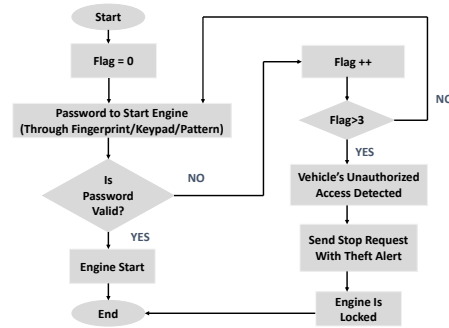 Start
Flag = 0
Password to Start Engine
(Through Fingerprint/Keypad/Pattern)
Is
Password
Valid?
NO
YES
Engine Start
End
Flag ++
Flag>3
NO
YES
Vehicle's Unauthorized
Access Detected
Send Stop Request
With Theft Alert
Engine Is
Locked